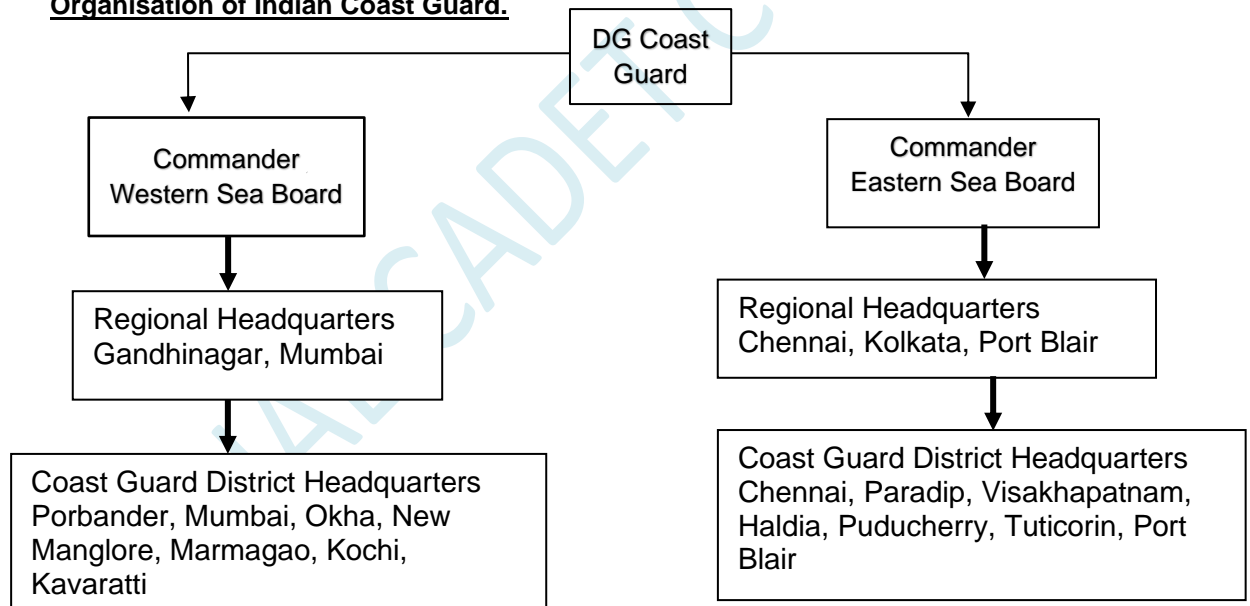 Organisation of Indian Coast Guard.
DG Coast
Guard
Commander
Western Sea Board
Commander
Eastern Sea Board
Regional Headquarters
Gandhinagar, Mumbai
Regional Headquarters
Chennai, Kolkata, Port Blair
Coast Guard District Headquarters
Porbander, Mumbai, Okha, New
Manglore, Marmagao, Kochi,
Kavaratti
Coast Guard District Headquarters
Chennai, Paradip, Visakhapatnam,
Haldia, Puducherry, Tuticorin, Port
Blair
CADET